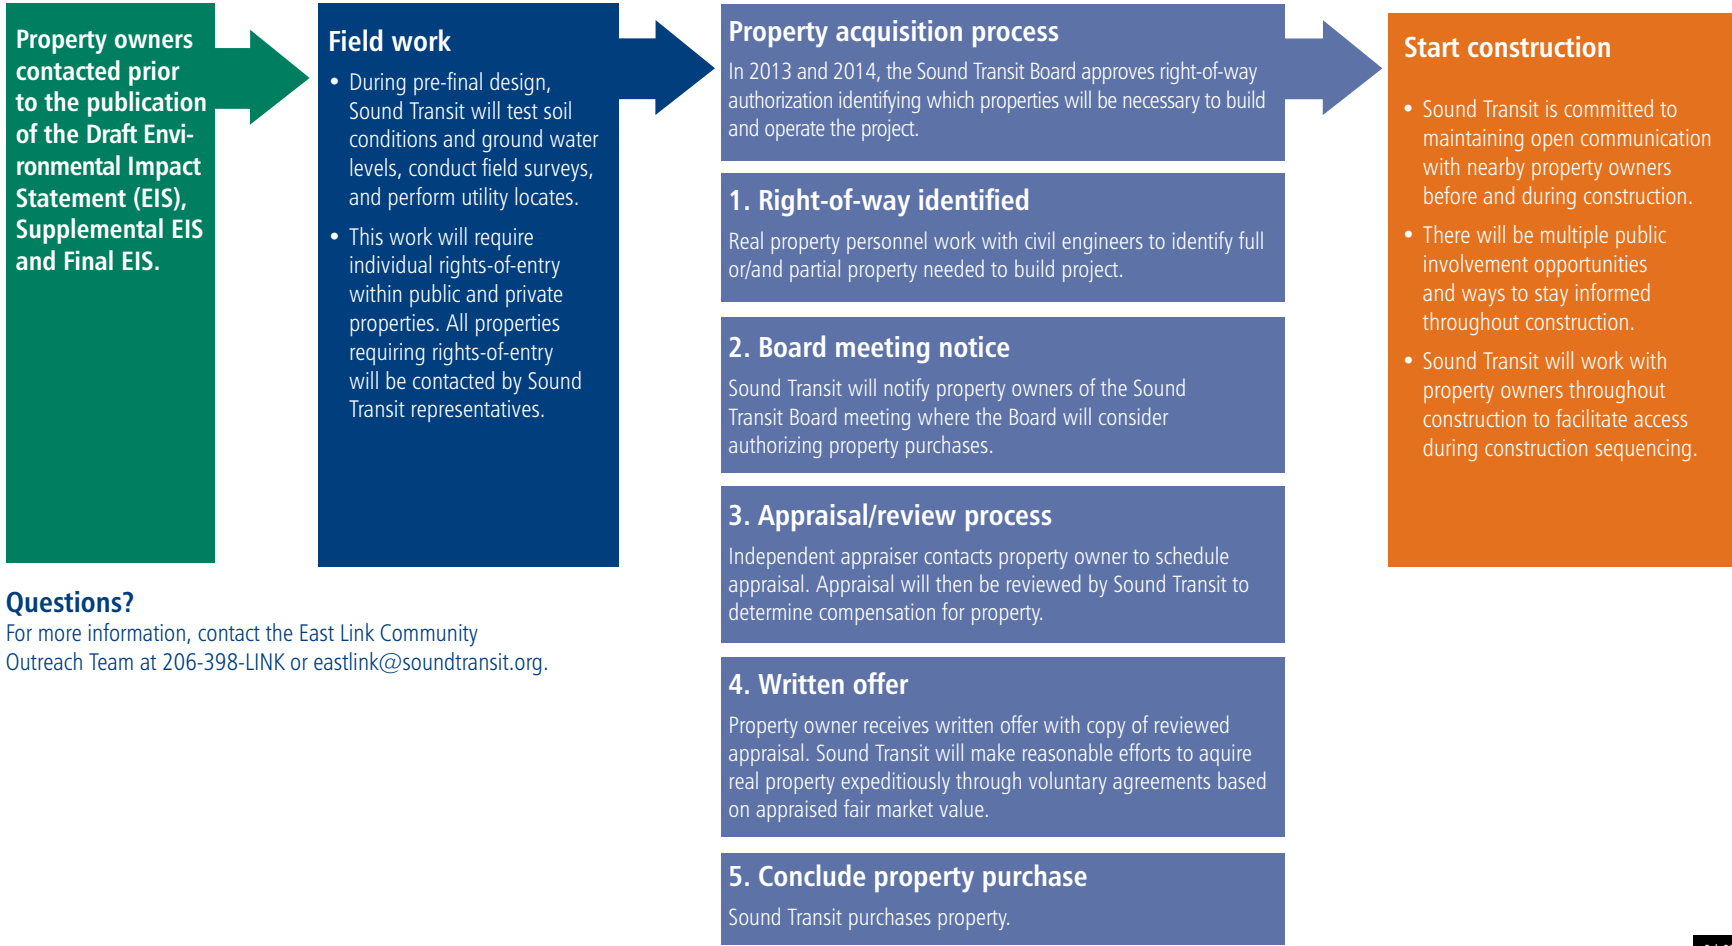 Property owners
contacted prior
to the publication
of the Draft Envi-
ronmental Impact
Statement (EIS),
Supplemental EIS
and Final EIS.
Field work
• During pre-final design,
Sound Transit will test soil
conditions and ground water
levels, conduct field surveys,
and perform utility locates.
• This work will require
individual rights-of-entry
within public and private
properties. All properties
requiring rights-of-entry
will be contacted by Sound
Transit representatives.
Property acquisition process
In 2013 and 2014, the Sound Transit Board approves right-of-way
authorization identifying which properties will be necessary to build
and operate the project.
1. Right-of-way identified
Real property personnel work with civil engineers to identify full
or/and partial property needed to build project.
2. Board meeting notice
Sound Transit will notify property owners of the Sound
Transit Board meeting where the Board will consider
authorizing property purchases.
3. Appraisal/review process
Independent appraiser contacts property owner to schedule
appraisal. Appraisal will then be reviewed by Sound Transit to
determine compensation for property.
4. Written offer
Property owner receives written offer with copy of reviewed
appraisal. Sound Transit will make reasonable efforts to aquire
real property expeditiously through voluntary agreements based
on appraised fair market value.
5. Conclude property purchase
Sound Transit purchases property.
Start construction
• Sound Transit is committed to
maintaining open communication
with nearby property owners
before and during construction.
• There will be multiple public
involvement opportunities
and ways to stay informed
throughout construction.
• Sound Transit will work with
property owners throughout
construction to facilitate access
during construction sequencing.
Questions?
For more information, contact the East Link Community
Outreach Team at 206-398-LINK or eastlink@soundtransit.org.